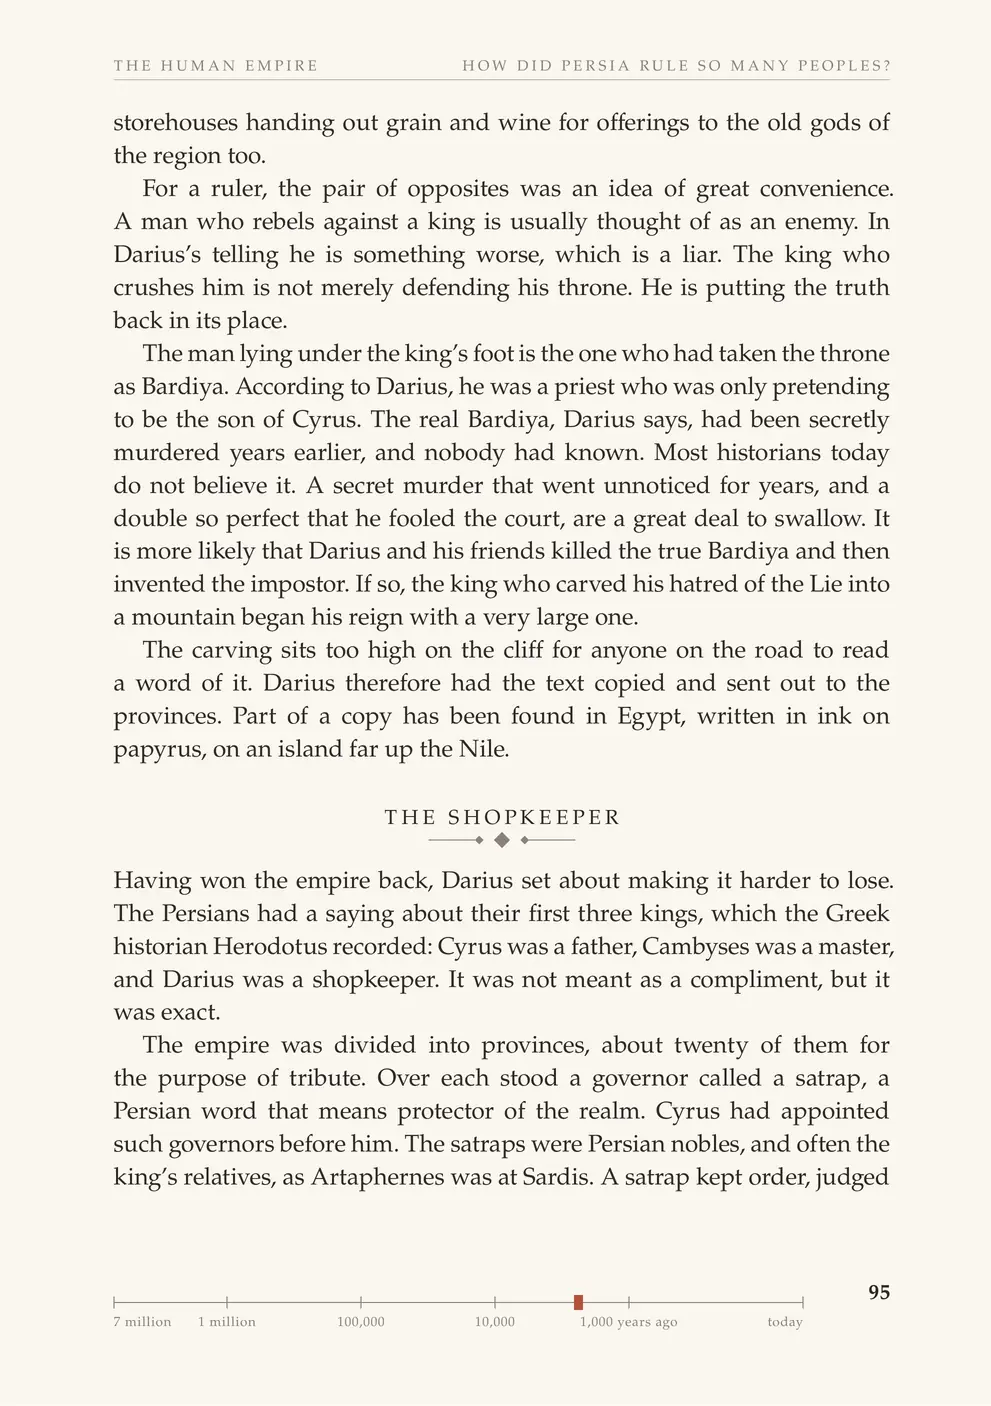 THE HUMAN EMPIRE
HOW DID PERSIA RULE SO MANY PEOPLES?
storehouses handing out grain and wine for offerings to the old gods of
the region too.
For a ruler, the pair of opposites was an idea of great convenience.
A man who rebels against a king is usually thought of as an enemy. In
Darius’s telling he is something worse, which is a liar. The king who
crushes him is not merely defending his throne. He is putting the truth
back in its place.
The man lying under the king’s foot is the one who had taken the throne
as Bardiya. According to Darius, he was a priest who was only pretending
to be the son of Cyrus. The real Bardiya, Darius says, had been secretly
murdered years earlier, and nobody had known. Most historians today
do not believe it. A secret murder that went unnoticed for years, and a
double so perfect that he fooled the court, are a great deal to swallow. It
is more likely that Darius and his friends killed the true Bardiya and then
invented the impostor. If so, the king who carved his hatred of the Lie into
a mountain began his reign with a very large one.
The carving sits too high on the cliff for anyone on the road to read
a word of it. Darius therefore had the text copied and sent out to the
provinces. Part of a copy has been found in Egypt, written in ink on
papyrus, on an island far up the Nile.
THE SHOPKEEPER
Having won the empire back, Darius set about making it harder to lose.
The Persians had a saying about their first three kings, which the Greek
historian Herodotus recorded: Cyrus was a father, Cambyses was a master,
and Darius was a shopkeeper. It was not meant as a compliment, but it
was exact.
The empire was divided into provinces, about twenty of them for
the purpose of tribute. Over each stood a governor called a satrap, a
Persian word that means protector of the realm. Cyrus had appointed
such governors before him. The satraps were Persian nobles, and often the
king’s relatives, as Artaphernes was at Sardis. A satrap kept order, judged
95
7 million 1 million 100,000 10,000 1,000 years ago today